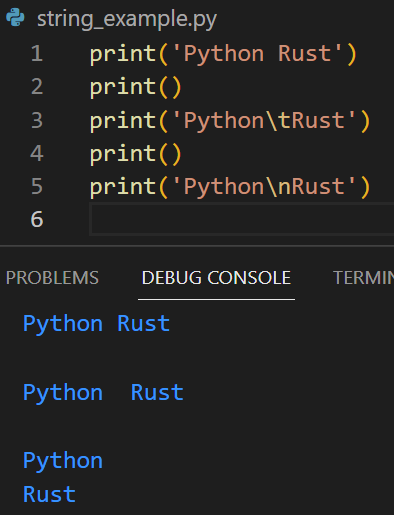 string_example.py
1 print('Python Rust')
2 print()
3 print('Python\tRust')
4 print()
5 print('Python\nRust')
6
PROBLEMS DEBUG CONSOLE TERMIN
Python Rust
Python  Rust
Python
Rust